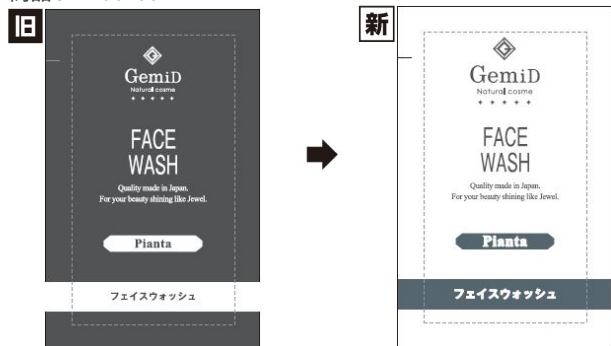 旧
GemiD
Natural cosme
FACE
WASH
Quality made in Japan.
For your beauty shining like Jewel.
Pianta
フェイスウォッシュ
新
GemiD
Natural cosme
FACE
WASH
Quality made in Japan.
For your beauty shining like Jewel.
Pianta
フェイスウォッシュ